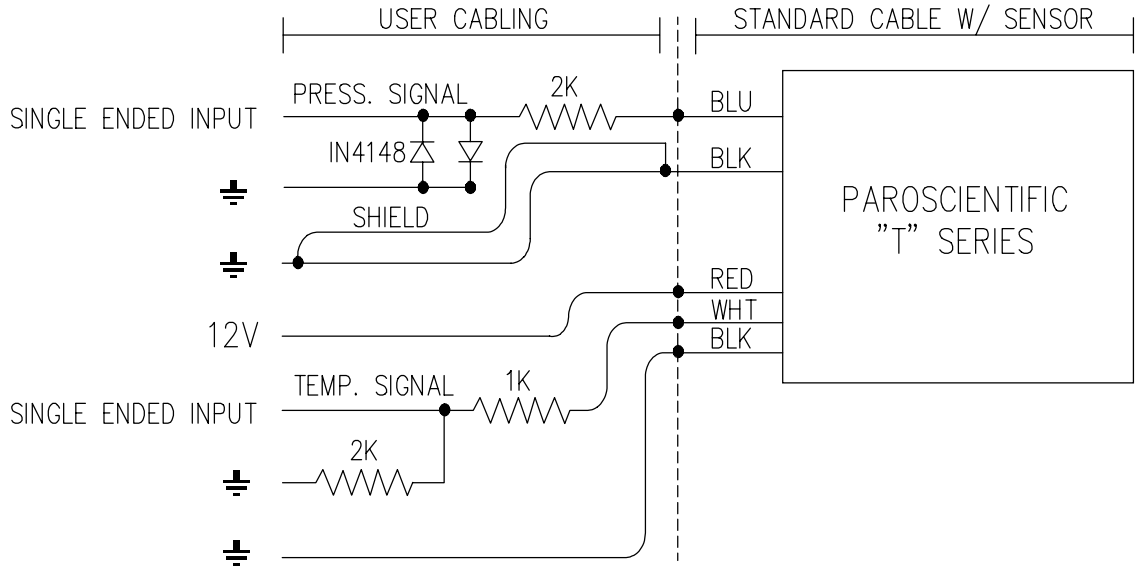 USER CABLING
STANDARD CABLE W/ SENSOR
PRESS. SIGNAL
2K
BLU
SINGLE ENDED INPUT
IN4148
BLK
PAROSCIENTIFIC
"T" SERIES
SHIELD
RED
WHT
12V
BLK
TEMP. SIGNAL
1K
SINGLE ENDED INPUT
2K